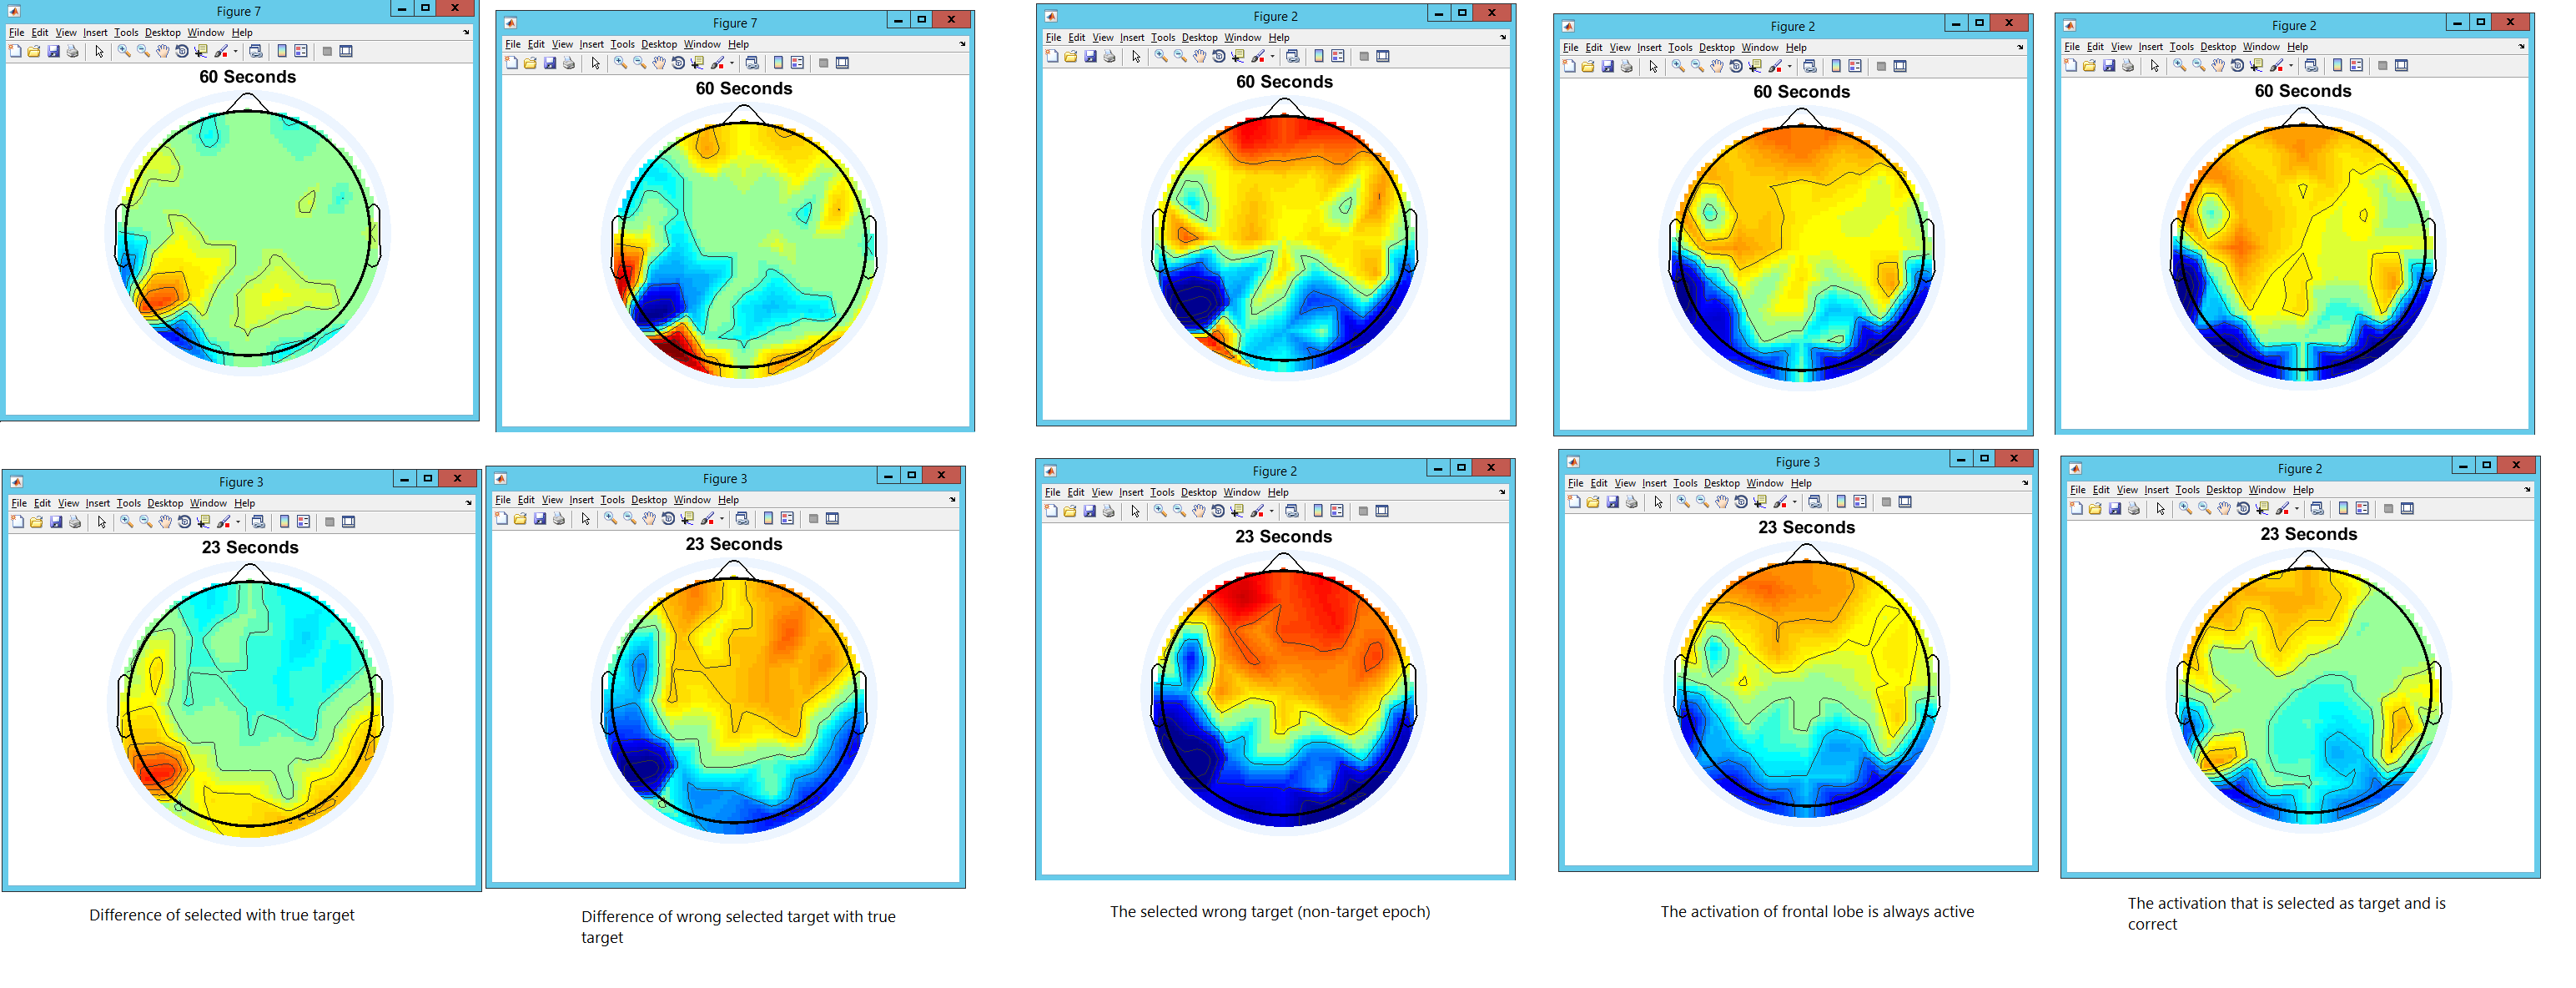 Figure 7
File Edit View Insert Tools Desktop Window Help
60 Seconds
Figure 7
File Edit View Insert Tools Desktop Window Help
60 Seconds
Figure 2
File Edit View Insert Tools Desktop Window Help
60 Seconds
Figure 2
File Edit View Insert Tools Desktop Window Help
60 Seconds
Figure 2
File Edit View Insert Tools Desktop Window Help
60 Seconds
Figure 3
File Edit View Insert Tools Desktop Window Help
23 Seconds
Figure 3
File Edit View Insert Tools Desktop Window Help
23 Seconds
Figure 2
File Edit View Insert Tools Desktop Window Help
23 Seconds
Figure 3
File Edit View Insert Tools Desktop Window Help
23 Seconds
Figure 2
File Edit View Insert Tools Desktop Window Help
23 Seconds
Difference of selected with true target
Difference of wrong selected target with true
target
The selected wrong target (non-target epoch)
The activation of frontal lobe is always active
The activation that is selected as target and is
correct